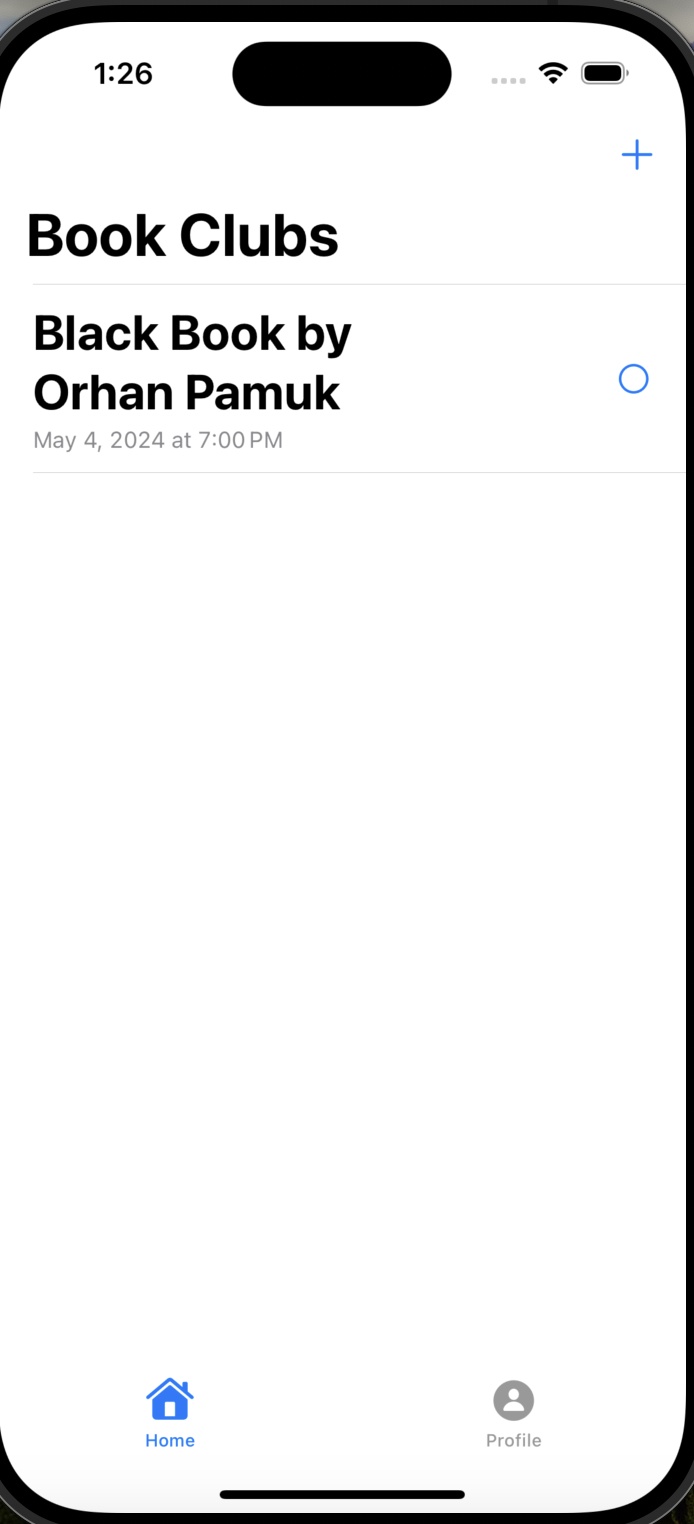 1:26
Book Clubs
Black Book by
Orhan Pamuk
May 4, 2024 at 7:00 PM
Home
Profile